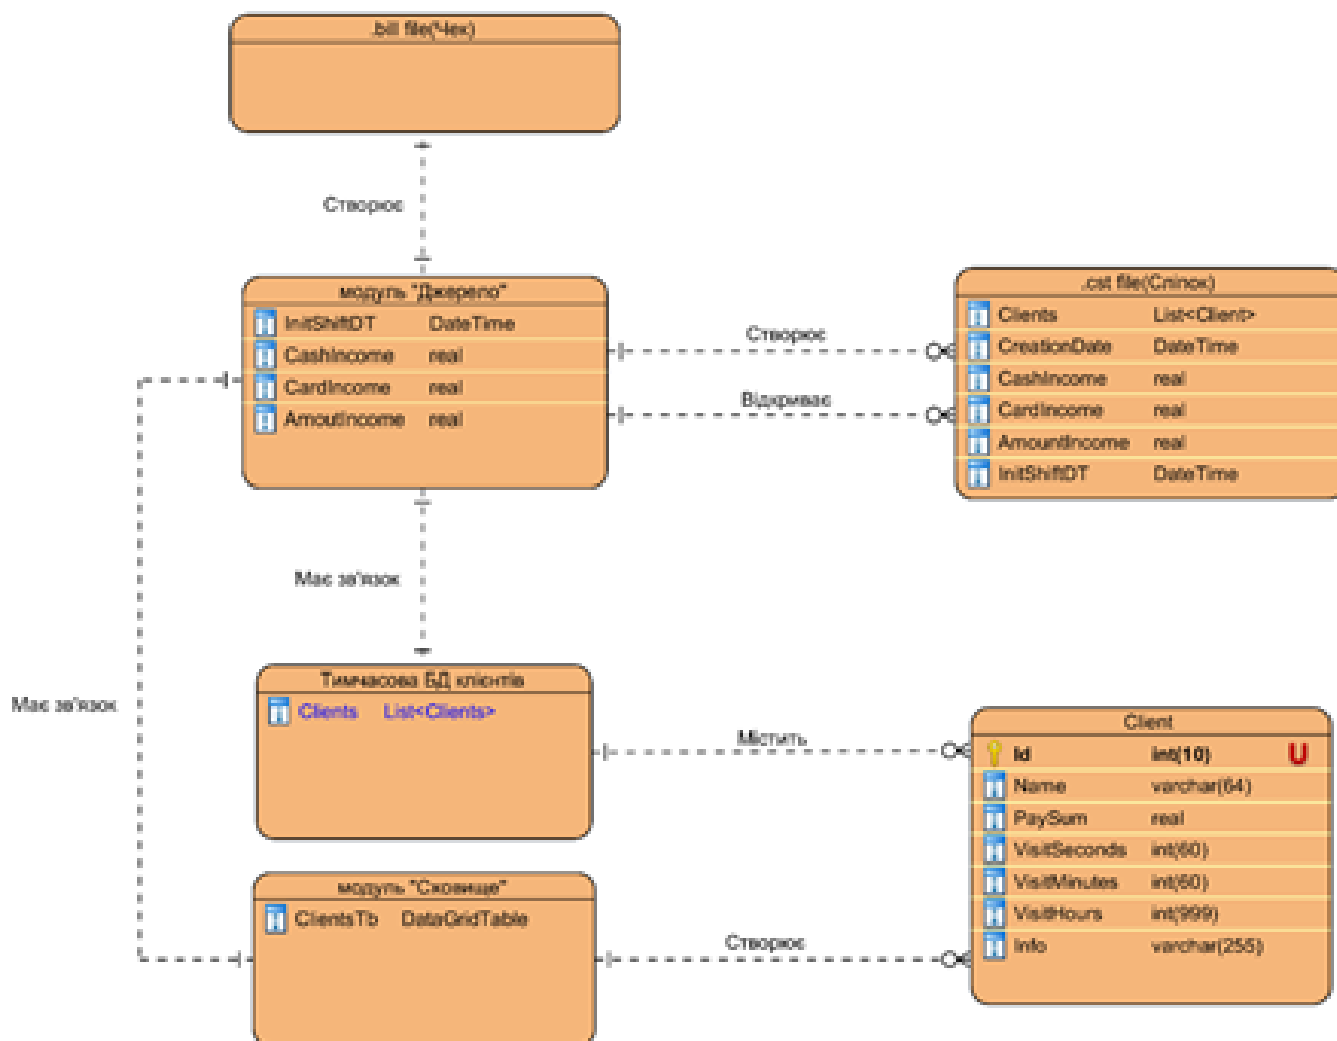 .bill file(Чек)
Створює
модуль "Джерело"
InitShiftDT DateTime
CashIncome real
CardIncome real
AmoutIncome real
Створює
Відкриває
.cst file(Сліпок)
Clients List<Client>
CreationDate DateTime
CashIncome real
CardIncome real
AmountIncome real
InitShiftDT DateTime
Має зв'язок
Має зв'язок
Тимчасова БД клієнтів
Clients List<Clients>
Містить
Client
Id int(10) U
Name varchar(64)
PaySum real
VisitSeconds int(60)
VisitMinutes int(60)
VisitHours int(999)
Info varchar(255)
модуль "Сховище"
ClientsTb DataGridTable
Створює